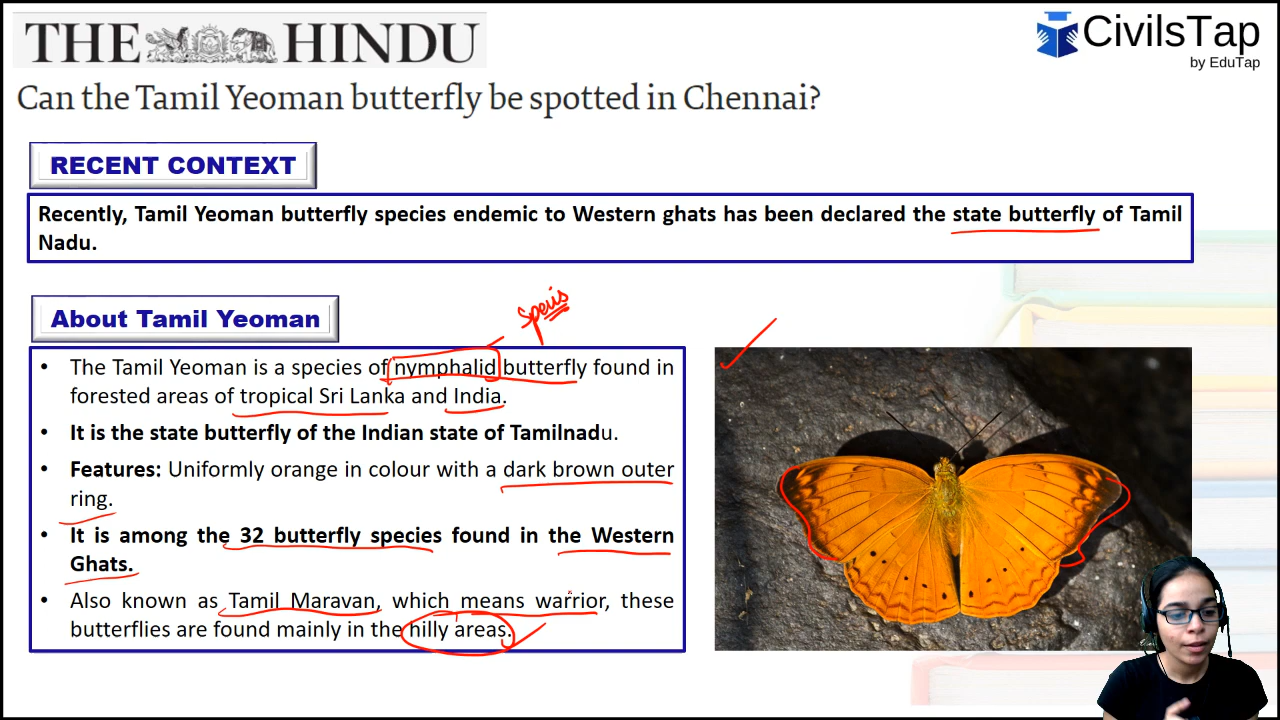 THE HINDU
CivilsTap
by EduTap
Can the Tamil Yeoman butterfly be spotted in Chennai?
RECENT CONTEXT
Recently, Tamil Yeoman butterfly species endemic to Western ghats has been declared the state butterfly of Tamil
Nadu.
About Tamil Yeoman
• The Tamil Yeoman is a species of nymphalid butterfly found in
forested areas of tropical Sri Lanka and India.
• It is the state butterfly of the Indian state of Tamilnadu.
• Features: Uniformly orange in colour with a dark brown outer
ring.
• It is among the 32 butterfly species found in the Western
Ghats.
• Also known as Tamil Maravan, which means warrior, these
butterflies are found mainly in the hilly areas.